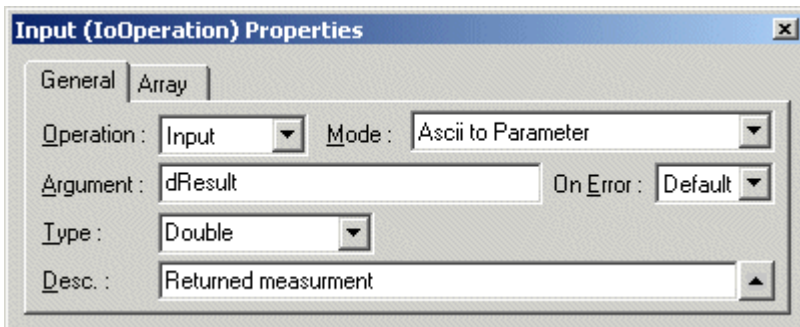 Input (IoOperation) Properties
General Array
Operation : Input Mode : Ascii to Parameter
Argument : dResult On Error : Default
Type : Double
Desc. : Returned measurment